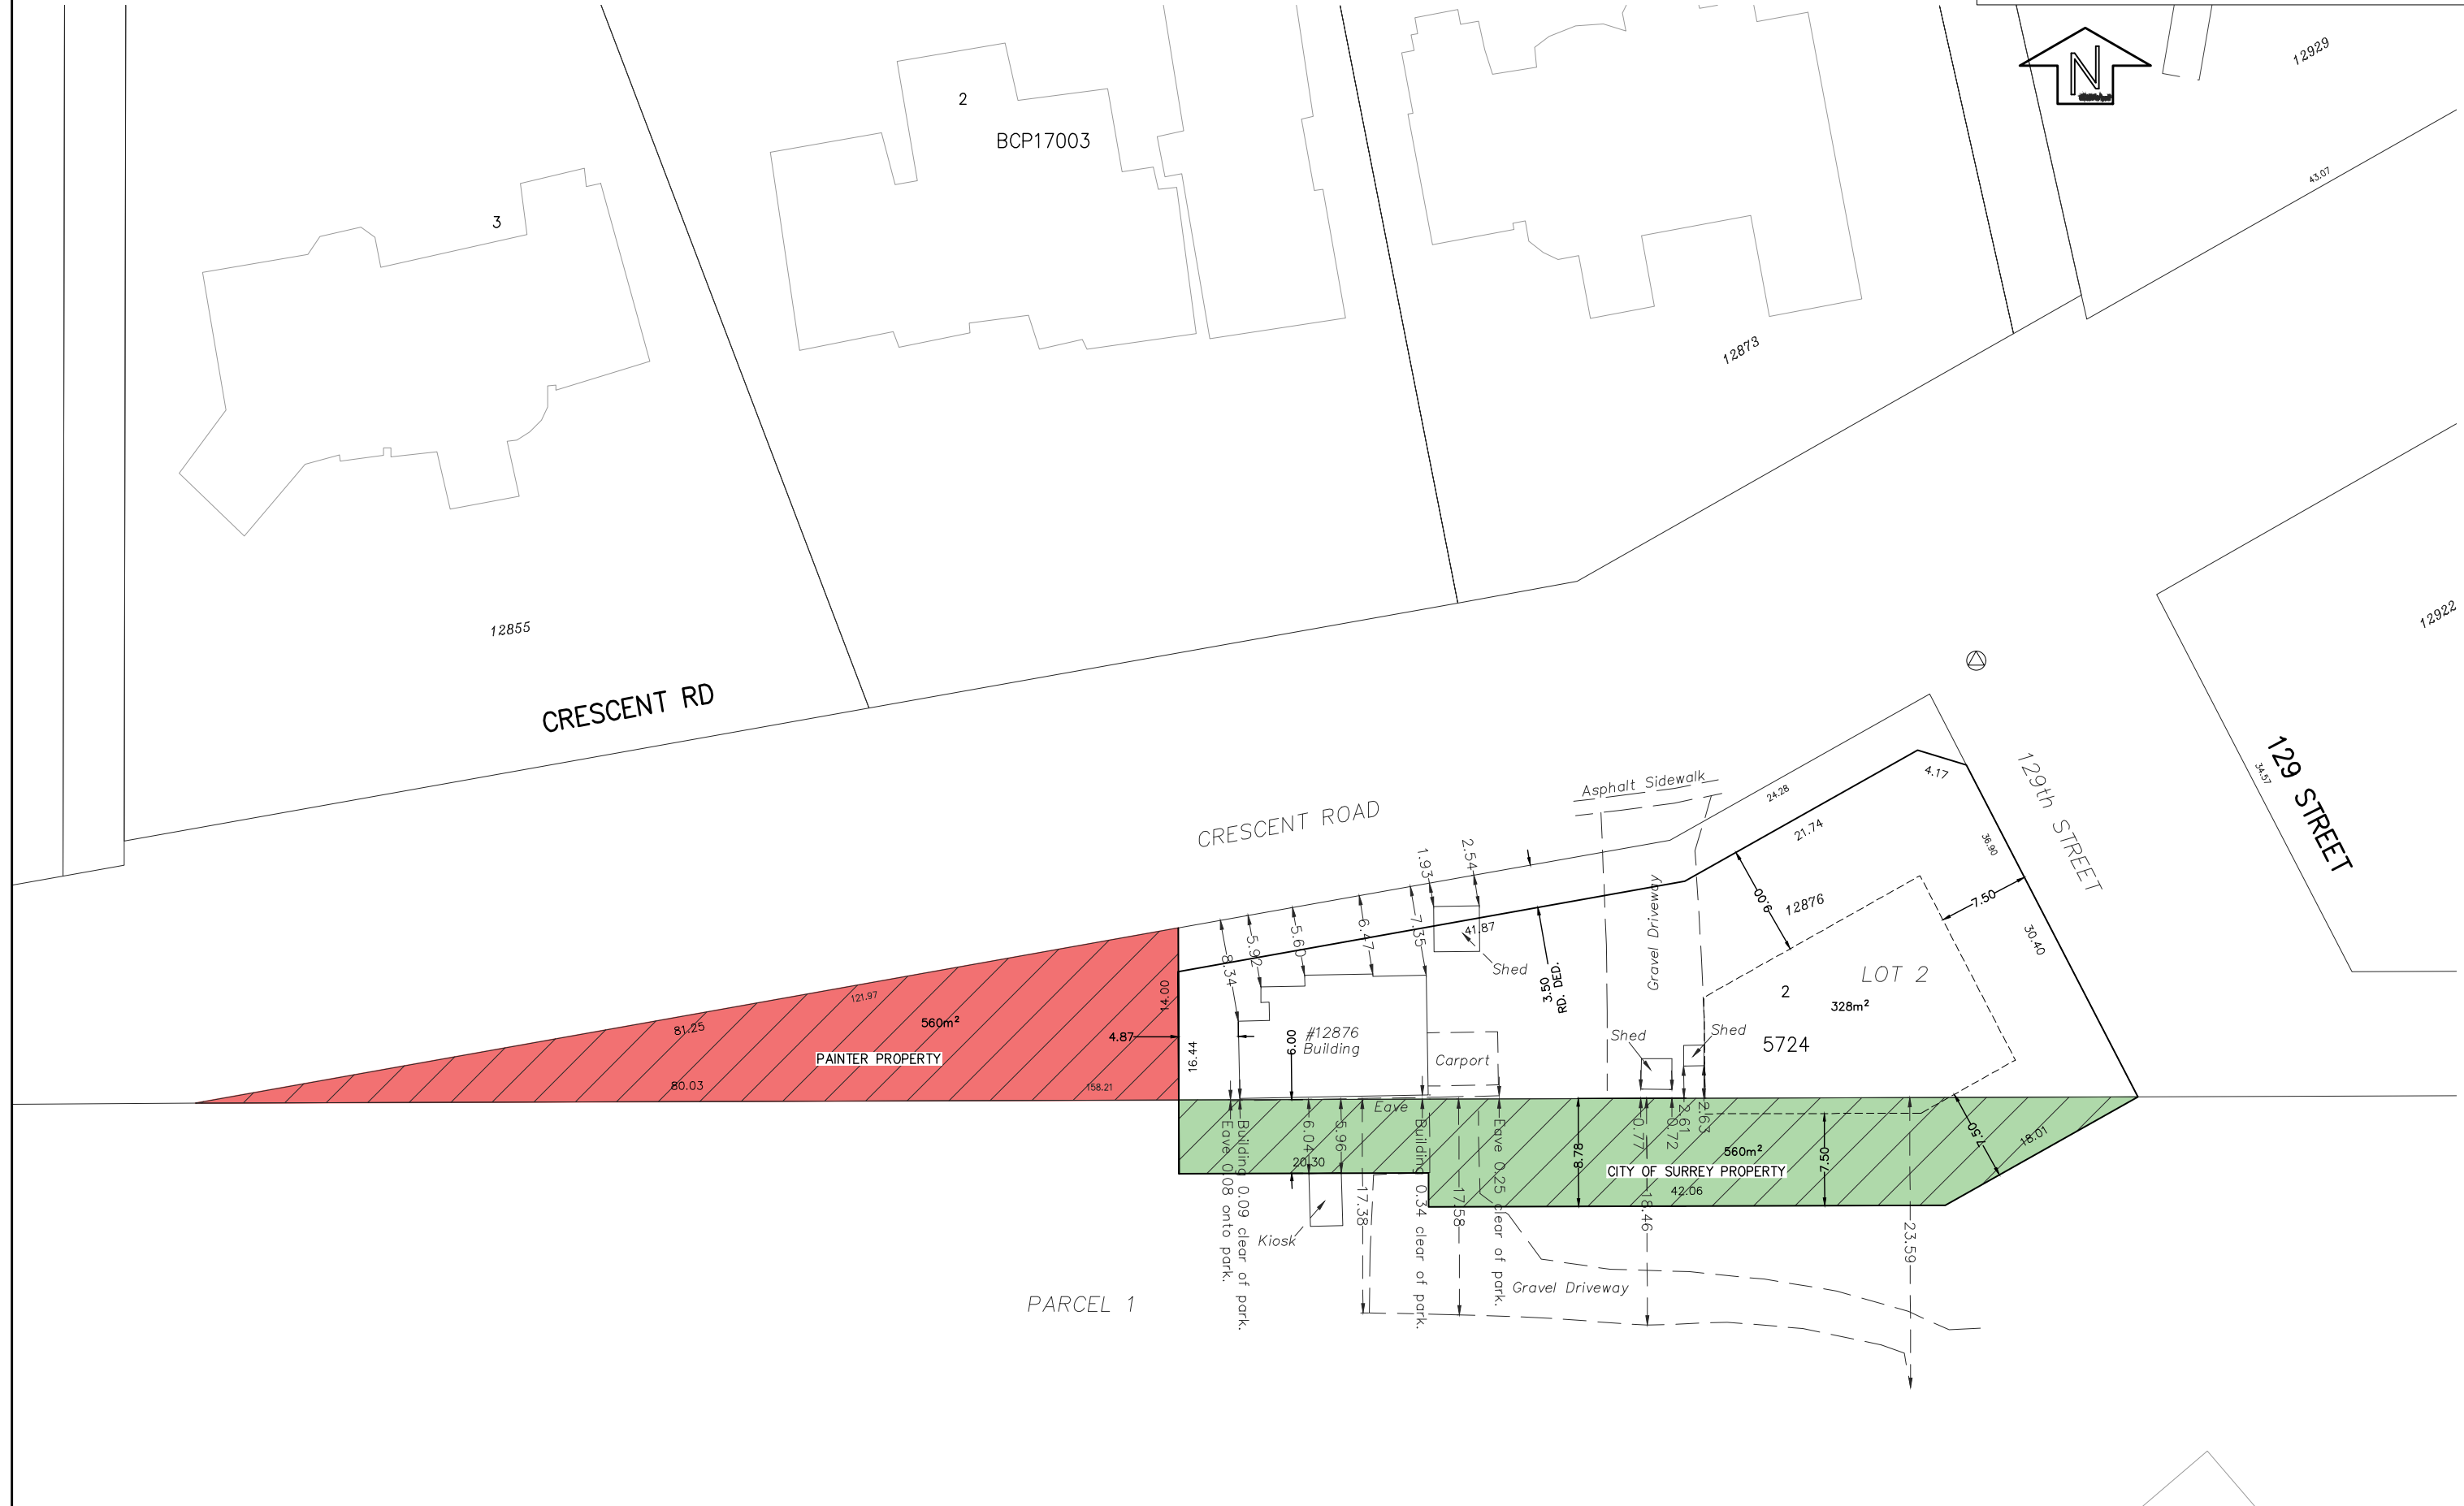 N
12929
2
BCP17003
43.07
3
12873
12922
12855
CRESCENT RD
129th STREET
129 STREET
34.57
4.17
Asphalt Sidewalk
24.28
CRESCENT ROAD
21.74
36.90
1.93
2.54
7.50
9.00
12876
Gravel Driveway
41.87
Shed
7.35
6.47
5.60
5.92
8.34
30.40
LOT 2
3.50
RD. DED.
2
328m²
121.97
14.00
560m²
81.25
4.87
6.00
#12876
Building
Shed
Shed
5724
PAINTER PROPERTY
16.44
Carport
80.03
158.21
Eave
Eave 0.08 onto park.
Building 0.09 clear of park.
6.04
5.96
Building 0.34 clear of park.
Eave 0.25 clear of park.
0.77
0.72
2.61
2.63
7.50
18.01
20.30
8.78
560m²
CITY OF SURREY PROPERTY
7.50
42.06
17.38
17.58
18.46
23.59
Kiosk
Gravel Driveway
PARCEL 1